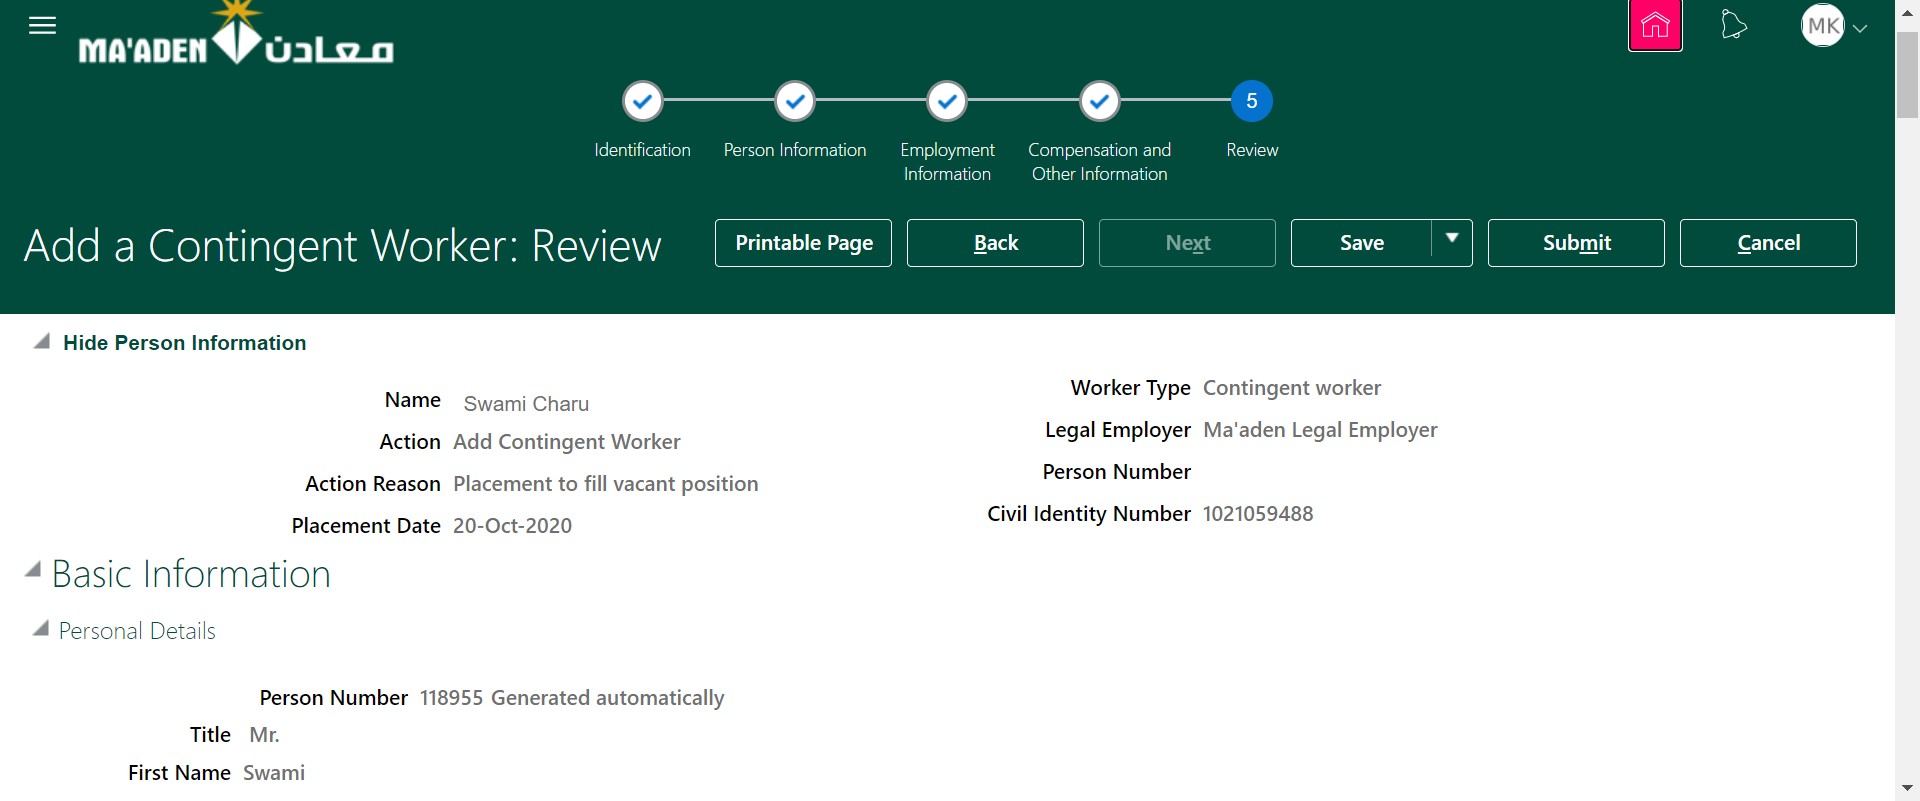 MA'ADEN معادن
MK
5
Identification
Person Information
Employment
Information
Compensation and
Other Information
Review
Add a Contingent Worker: Review
Printable Page
Back
Next
Save
Submit
Cancel
Hide Person Information
Name Swami Charu
Action Add Contingent Worker
Action Reason Placement to fill vacant position
Placement Date 20-Oct-2020
Worker Type Contingent worker
Legal Employer Ma'aden Legal Employer
Person Number
Civil Identity Number 1021059488
Basic Information
Personal Details
Person Number 118955 Generated automatically
Title Mr.
First Name Swami